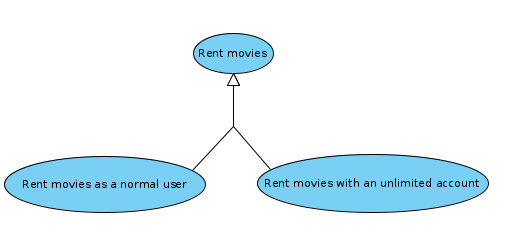 Rent movies
Rent movies as a normal user
Rent movies with an unlimited account